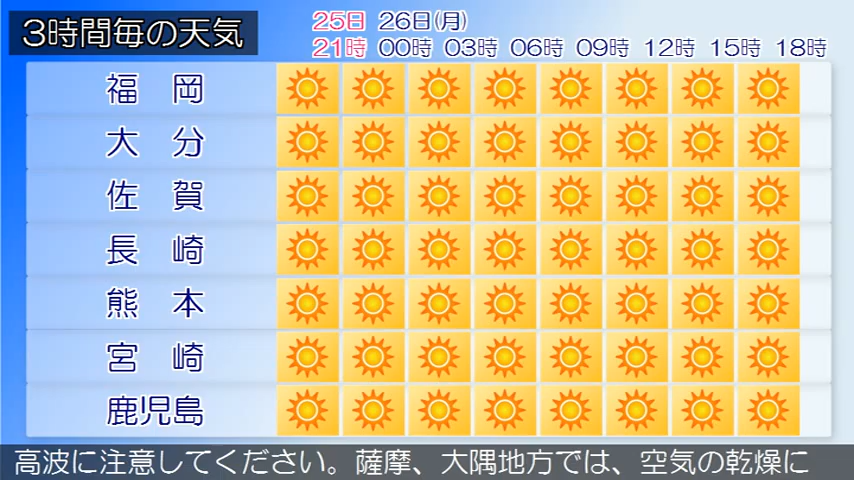 3時間毎の天気
25日 26日(月)
21時 00時 03時 06時 09時 12時 15時 18時
福岡
大分
佐賀
長崎
熊本
宮崎
鹿児島
高波に注意してください。薩摩、大隅地方では、空気の乾燥に